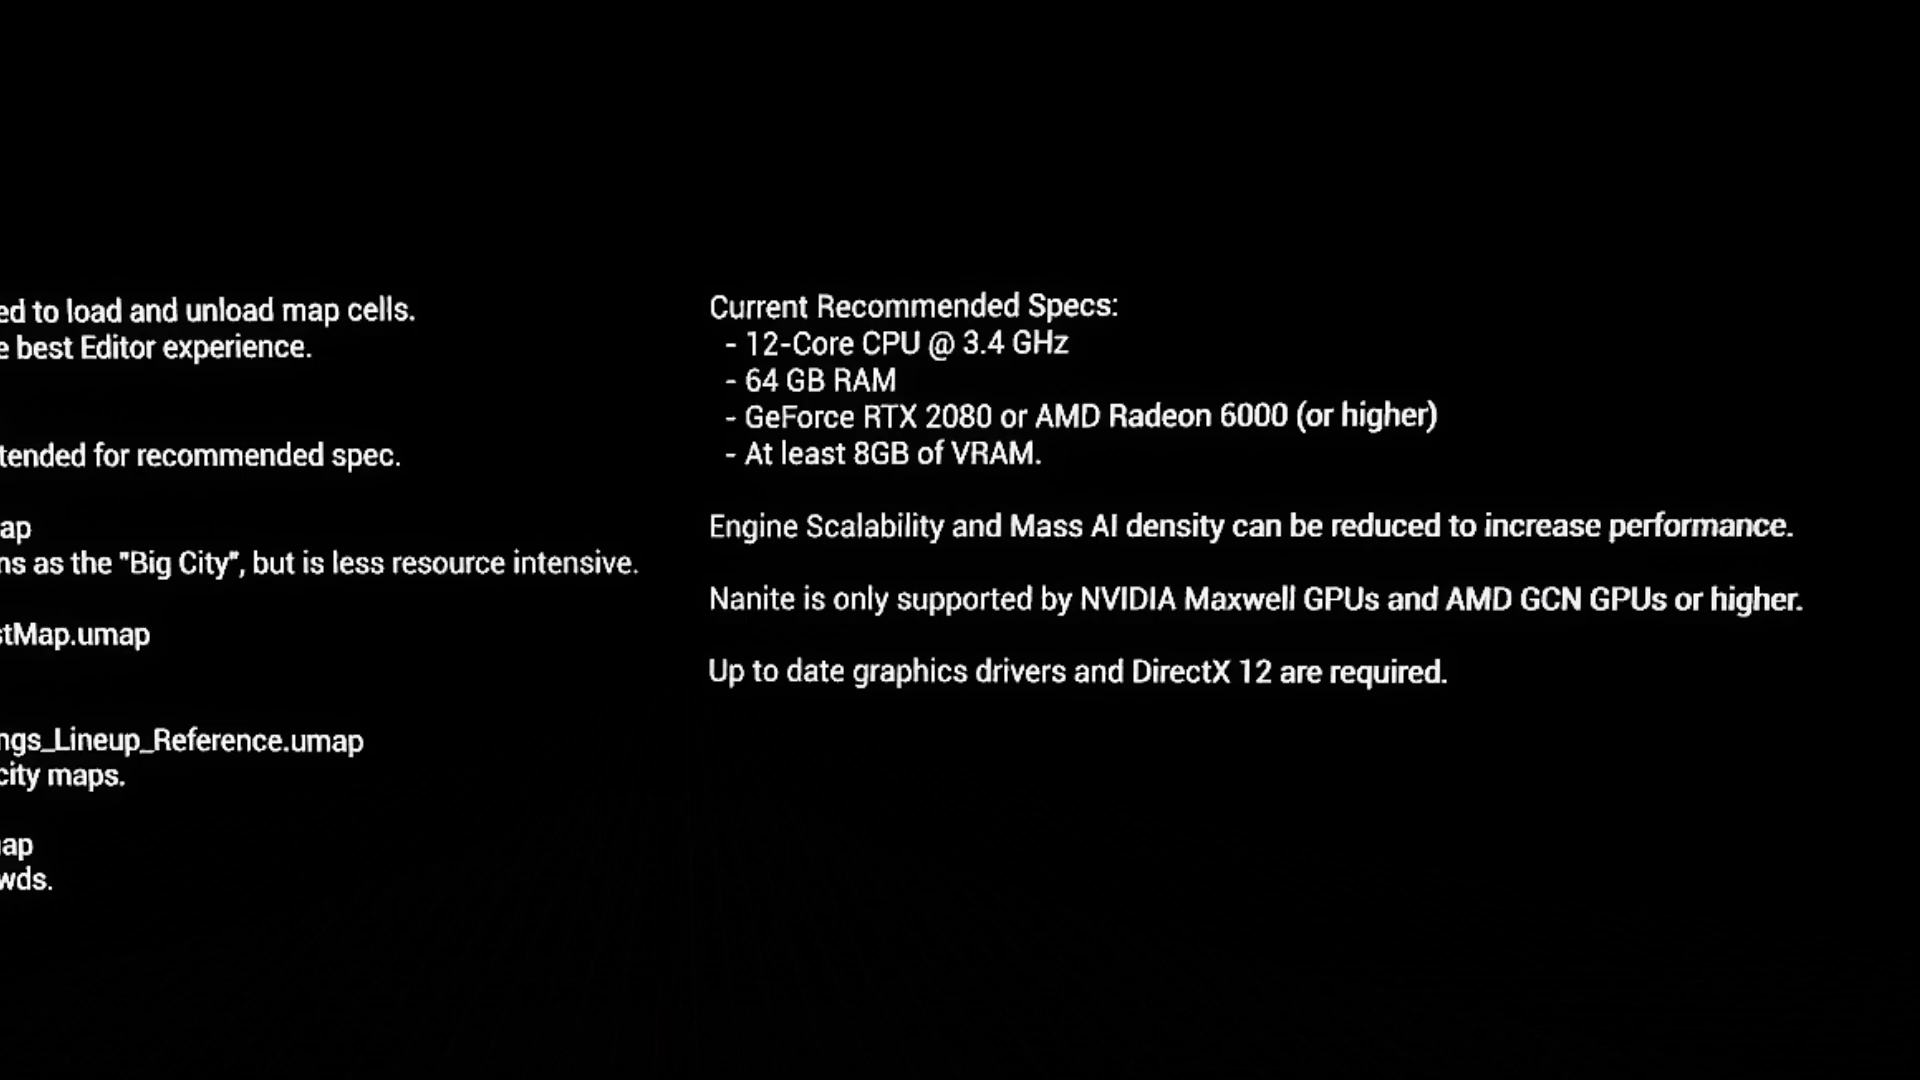 ed to load and unload map cells.
e best Editor experience.
tended for recommended spec.
ap
ns as the "Big City", but is less resource intensive.
stMap.umap
ngs_Lineup_Reference.umap
city maps.
ap
wds.
Current Recommended Specs:
- 12-Core CPU @ 3.4 GHz
- 64 GB RAM
- GeForce RTX 2080 or AMD Radeon 6000 (or higher)
- At least 8GB of VRAM.
Engine Scalability and Mass AI density can be reduced to increase performance.
Nanite is only supported by NVIDIA Maxwell GPUs and AMD GCN GPUs or higher.
Up to date graphics drivers and DirectX 12 are required.